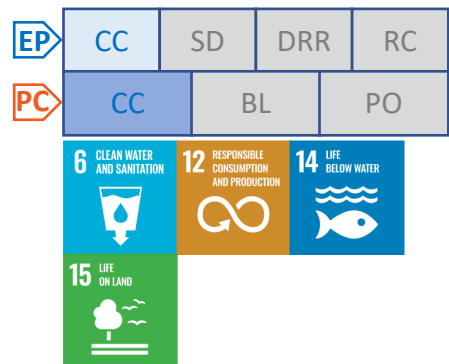 EP CC SD DRR RC
PC CC BL PO
6 CLEAN WATER
AND SANITATION
12 RESPONSIBLE
CONSUMPTION
AND PRODUCTION
14 LIFE
BELOW WATER
15 LIFE
ON LAND